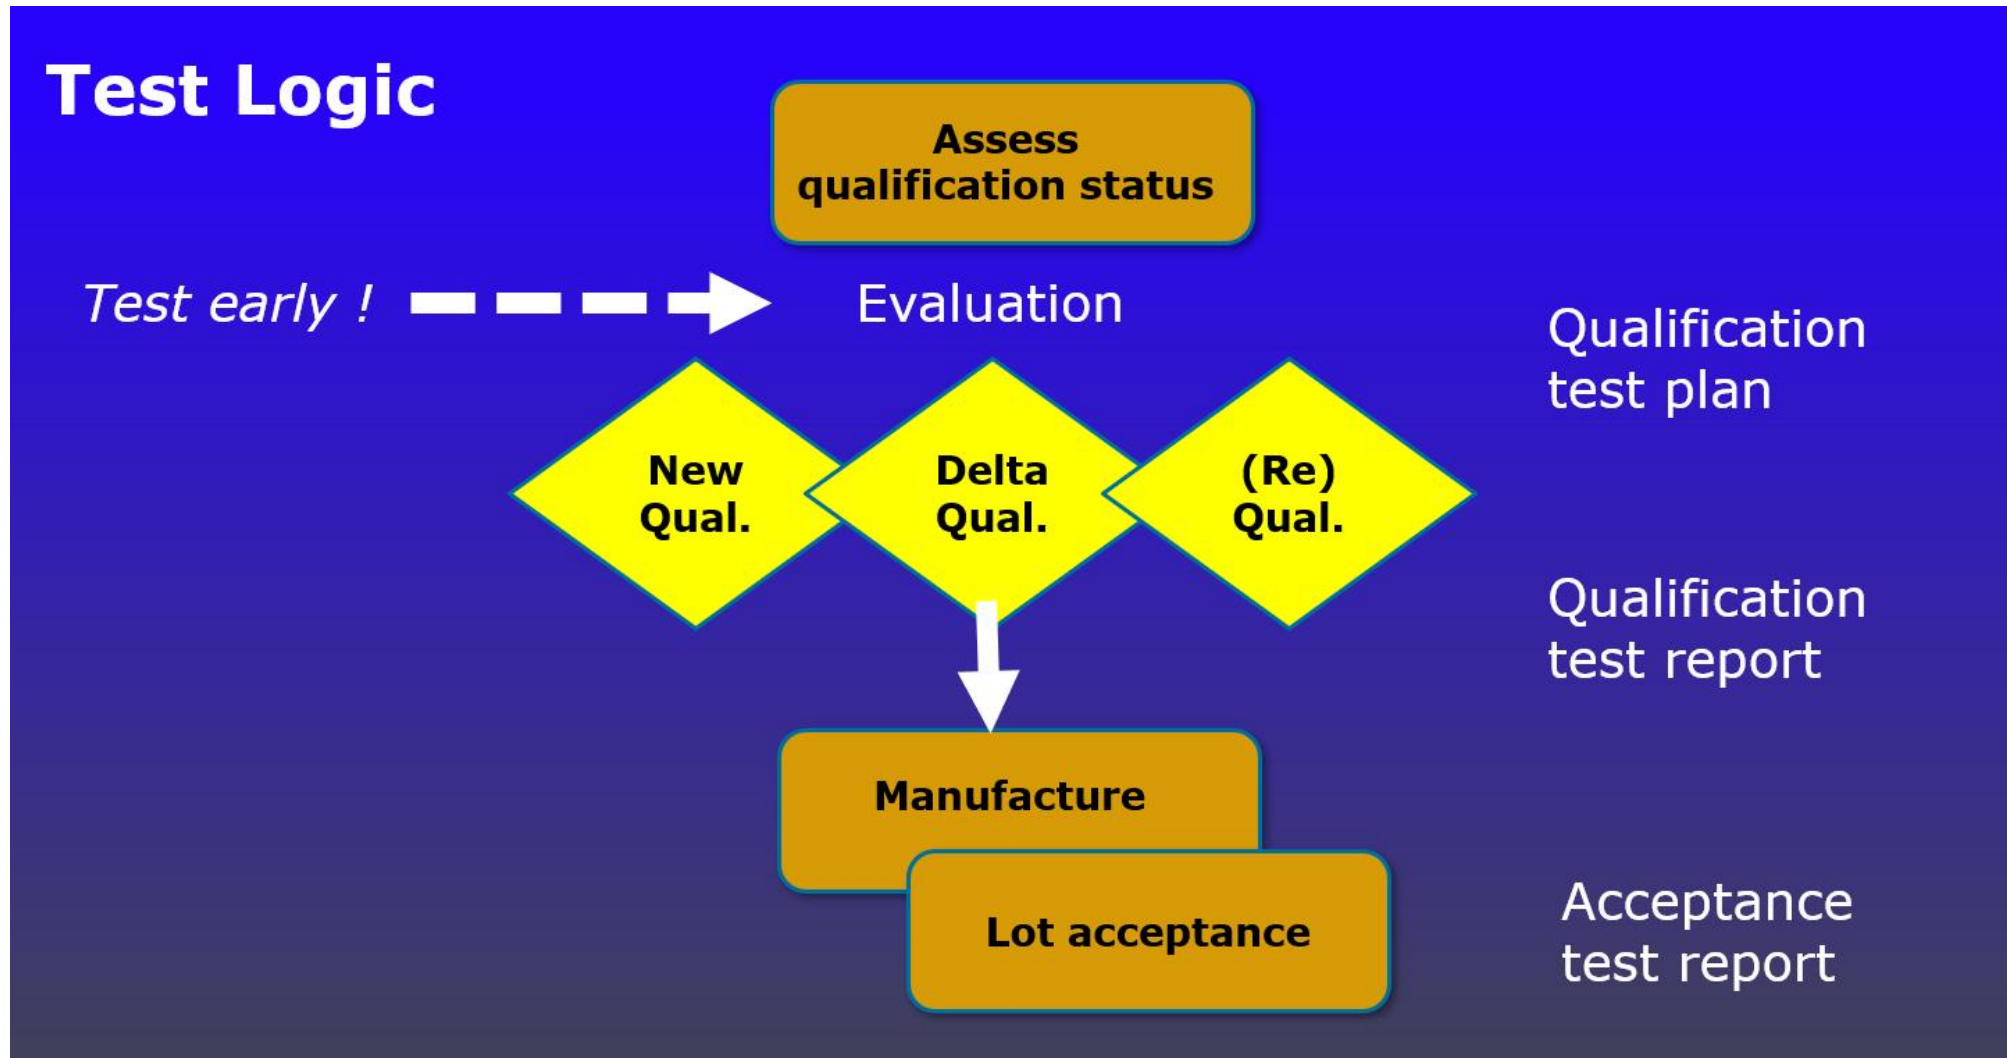 Test Logic
Assess
qualification status
Test early !
Evaluation
Qualification
test plan
New
Qual.
Delta
Qual.
(Re)
Qual.
Qualification
test report
Manufacture
Lot acceptance
Acceptance
test report